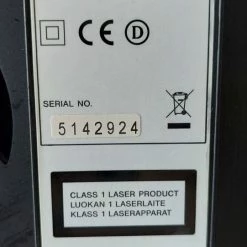 CE D
SERIAL NO.
5142924
CLASS 1 LASER PRODUCT
LUOKAN 1 LASERLAITE
KLASS 1 LASERAPPARAT